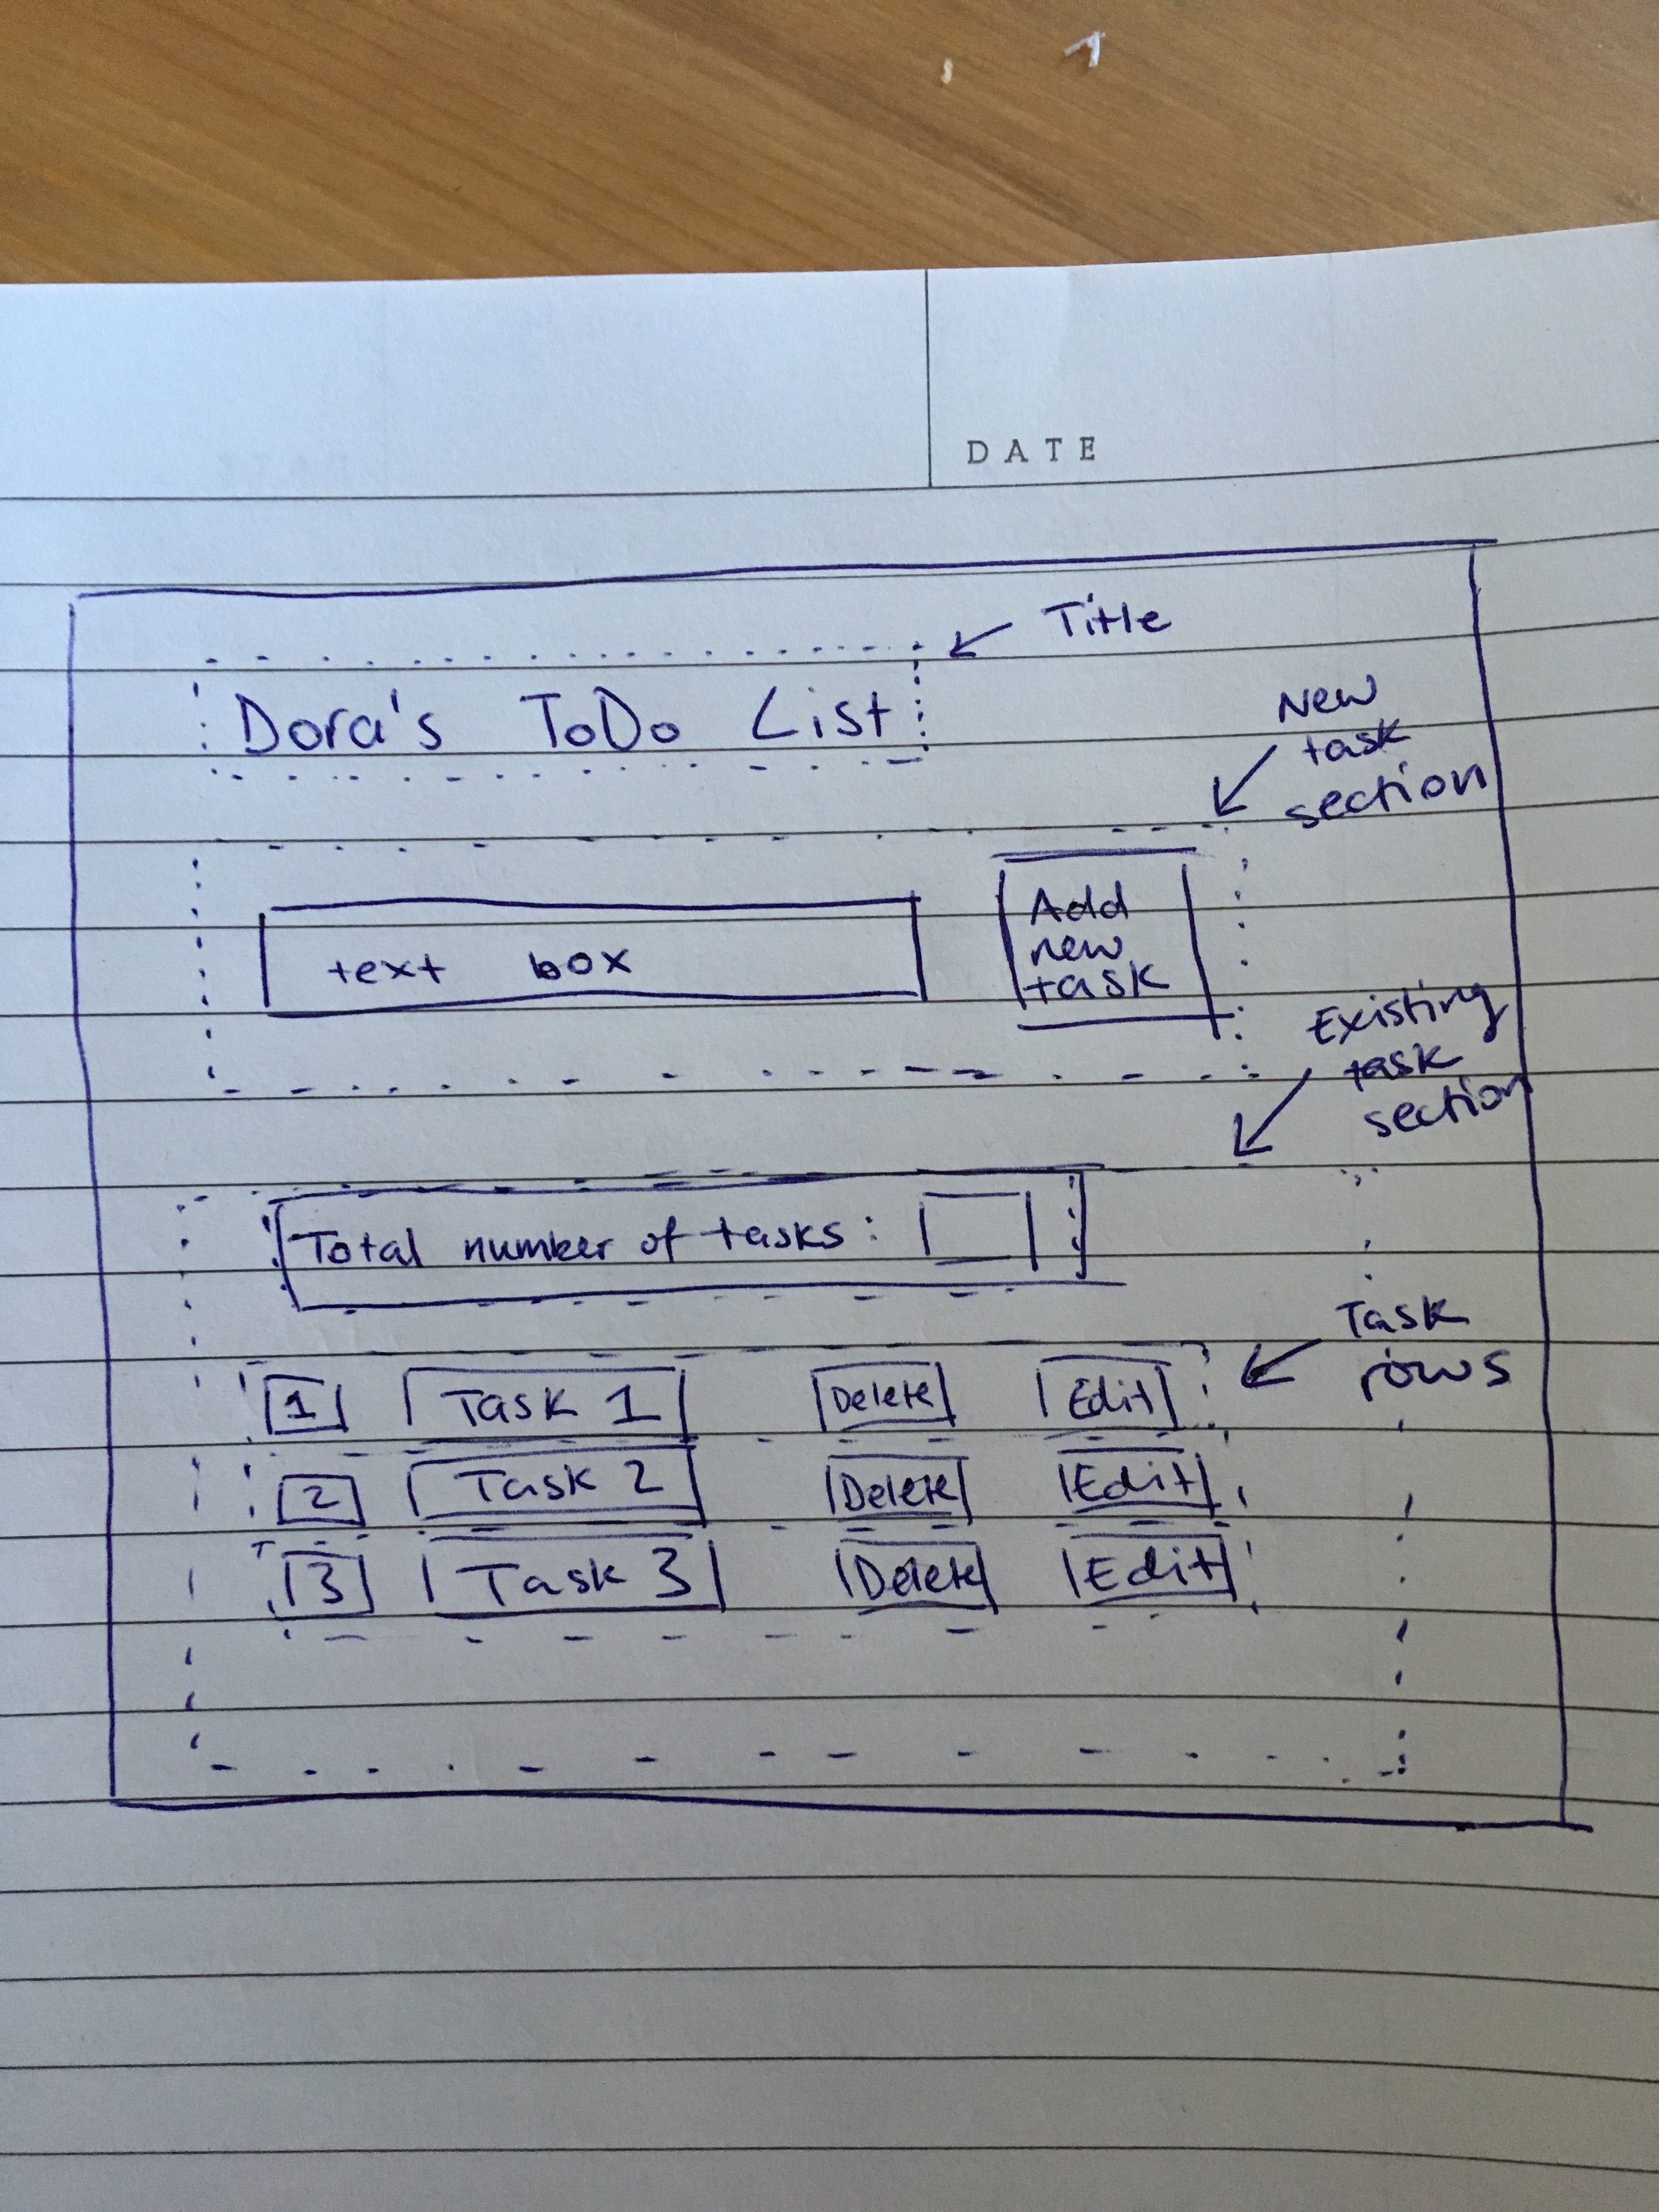 DATE
Title
Dora's ToDo List
New
task
section
text box
Add
new
task
Existing
task
section
Total number of tasks:
Task
rows
1 Task 1 Delete Edit
2 Task 2 Delete Edit
3 Task 3 Delete Edit